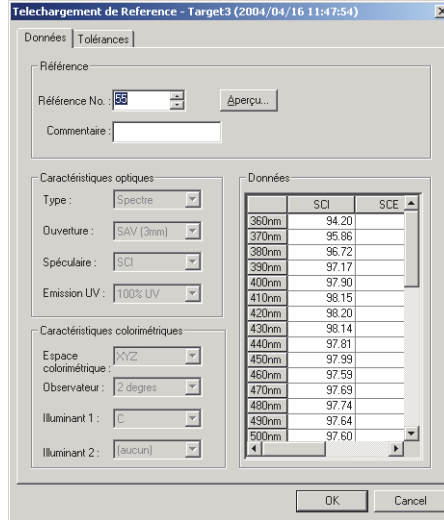 Telechargement de Reference - Target3 (2004/04/16 11:47:54)
Données Tolérances
Référence
Référence No. : 55 Aperçu...
Commentaire :
Caractéristiques optiques
Type : Spectre
Ouverture : SAV (3mm)
Spéculaire : SCI
Emission UV : 100% UV
Caractéristiques colorimétriques
Espace
colorimétrique : XYZ
Observateur : 2 degres
Illuminant 1 : C
Illuminant 2 : (aucun)
Données
SCI SCE
360nm 94.20
370nm 95.86
380nm 96.72
390nm 97.17
400nm 97.90
410nm 98.15
420nm 98.20
430nm 98.14
440nm 97.81
450nm 97.99
460nm 97.59
470nm 97.69
480nm 97.74
490nm 97.64
500nm 97.60
OK Cancel